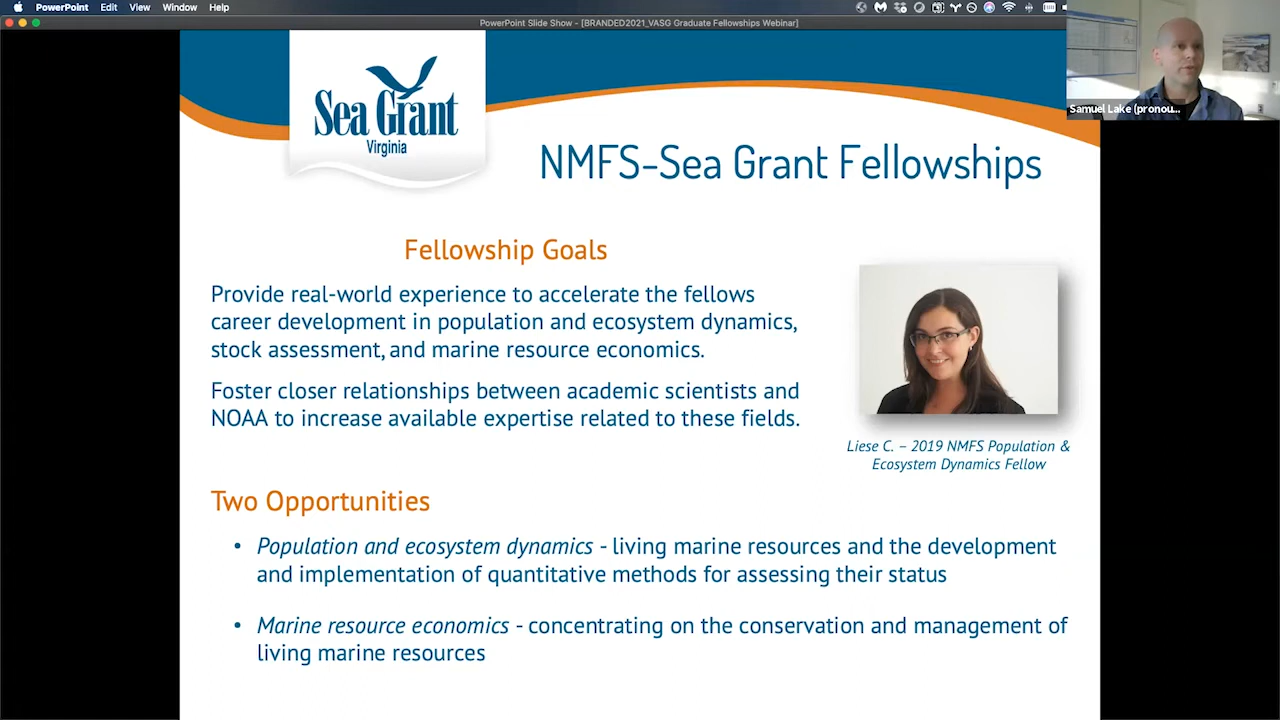 PowerPoint Edit View Window Help
PowerPoint Slide Show - [BRANDED2021_VASG Graduate Fellowships Webinar]
Samuel Lake (pronou...
Sea Grant
Virginia
NMFS-Sea Grant Fellowships
Fellowship Goals
Provide real-world experience to accelerate the fellows
career development in population and ecosystem dynamics,
stock assessment, and marine resource economics.
Foster closer relationships between academic scientists and
NOAA to increase available expertise related to these fields.
Liese C. – 2019 NMFS Population &
Ecosystem Dynamics Fellow
Two Opportunities
• Population and ecosystem dynamics - living marine resources and the development
and implementation of quantitative methods for assessing their status
• Marine resource economics - concentrating on the conservation and management of
living marine resources